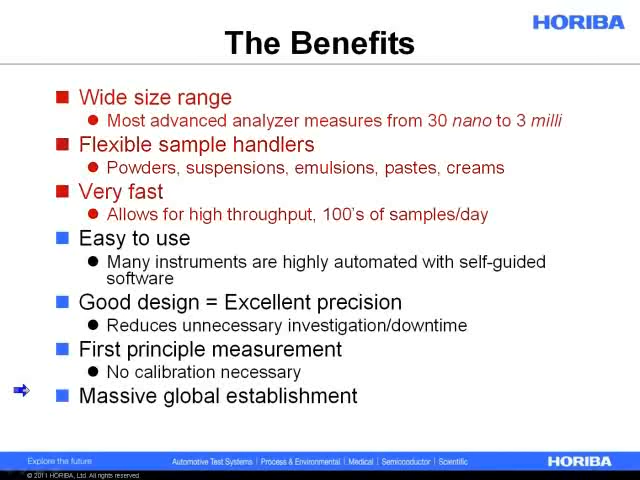 HORIBA
The Benefits
Wide size range
Most advanced analyzer measures from 30 nano to 3 milli
Flexible sample handlers
Powders, suspensions, emulsions, pastes, creams
Very fast
Allows for high throughput, 100's of samples/day
Easy to use
Many instruments are highly automated with self-guided
software
Good design = Excellent precision
Reduces unnecessary investigation/downtime
First principle measurement
No calibration necessary
Massive global establishment
Explore the future
Automotive Test Systems | Process & Environmental | Medical | Semiconductor | Scientific
HORIBA
© 2011 HORIBA, Ltd. All rights reserved.